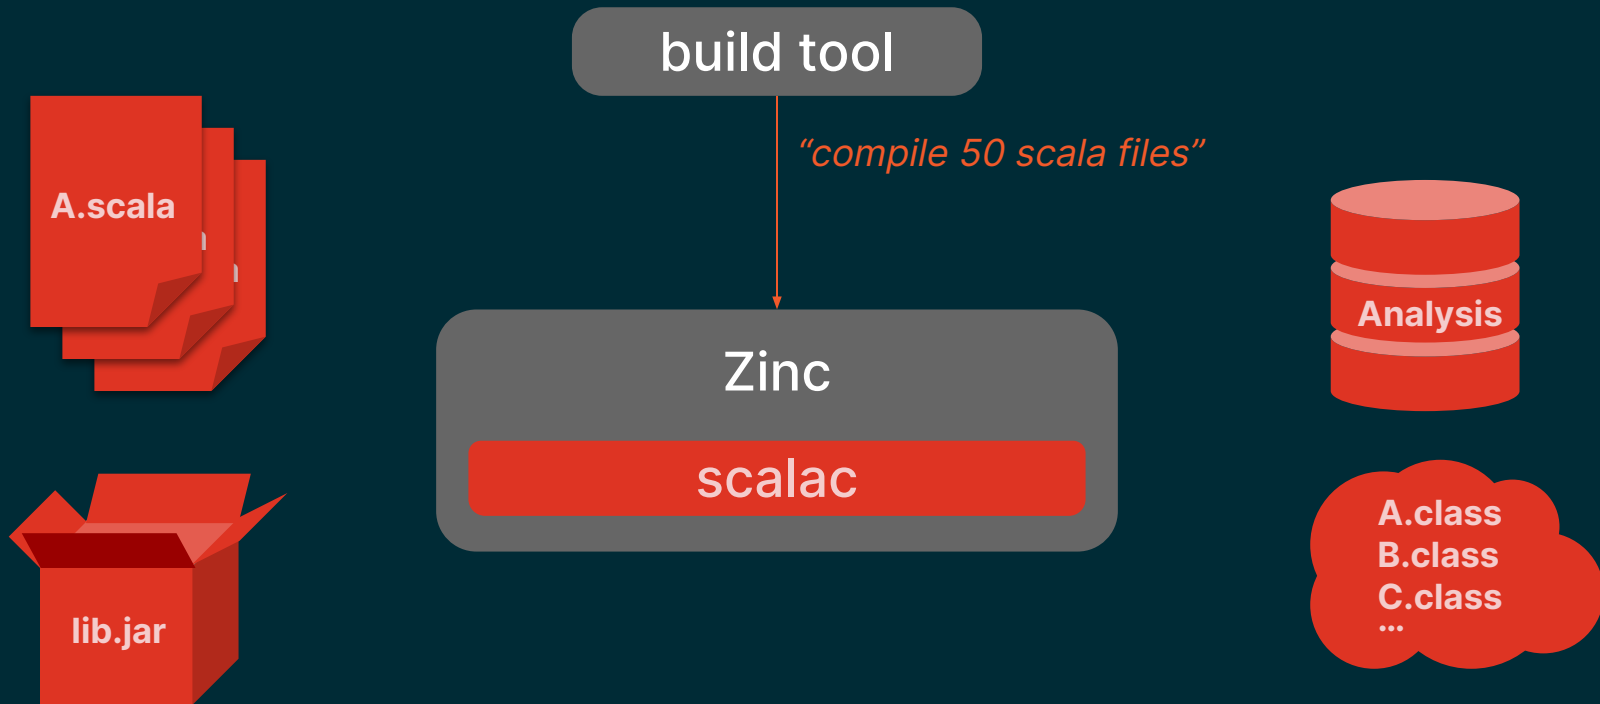 build tool
“compile 50 scala files”
A.scala
Analysis
Zinc
scalac
A.class
B.class
C.class
...
lib.jar